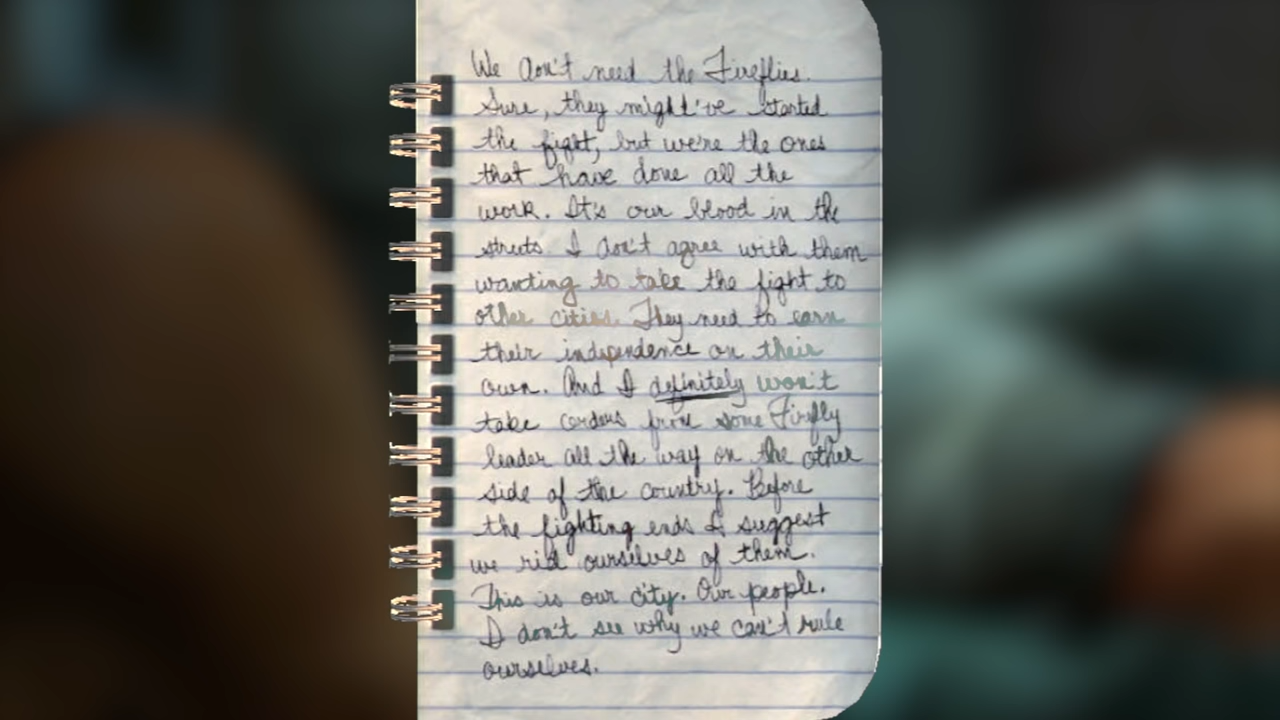 We don't need the Fireflies.
Sure, they might've started
the fight, but we're the ones
that have done all the
work. It's our blood in the
streets I don't agree with them
wanting to take the fight to
other cities. They need to earn
their independence on their
own. And I definitely won't
take orders from some Firefly
leader all the way on the other
side of the country. Before
the fighting ends I suggest
we rid ourselves of them.
This is our city. Our people.
I don't see why we can't rule
ourselves.